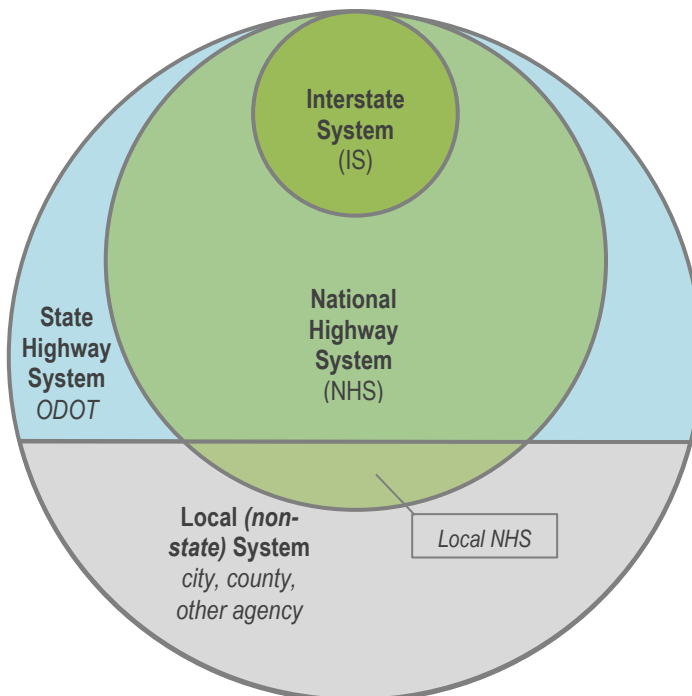 Interstate
System
(IS)
National
Highway
System
(NHS)
State
Highway
System
ODOT
Local (non-
state) System
city, county,
other agency
Local NHS